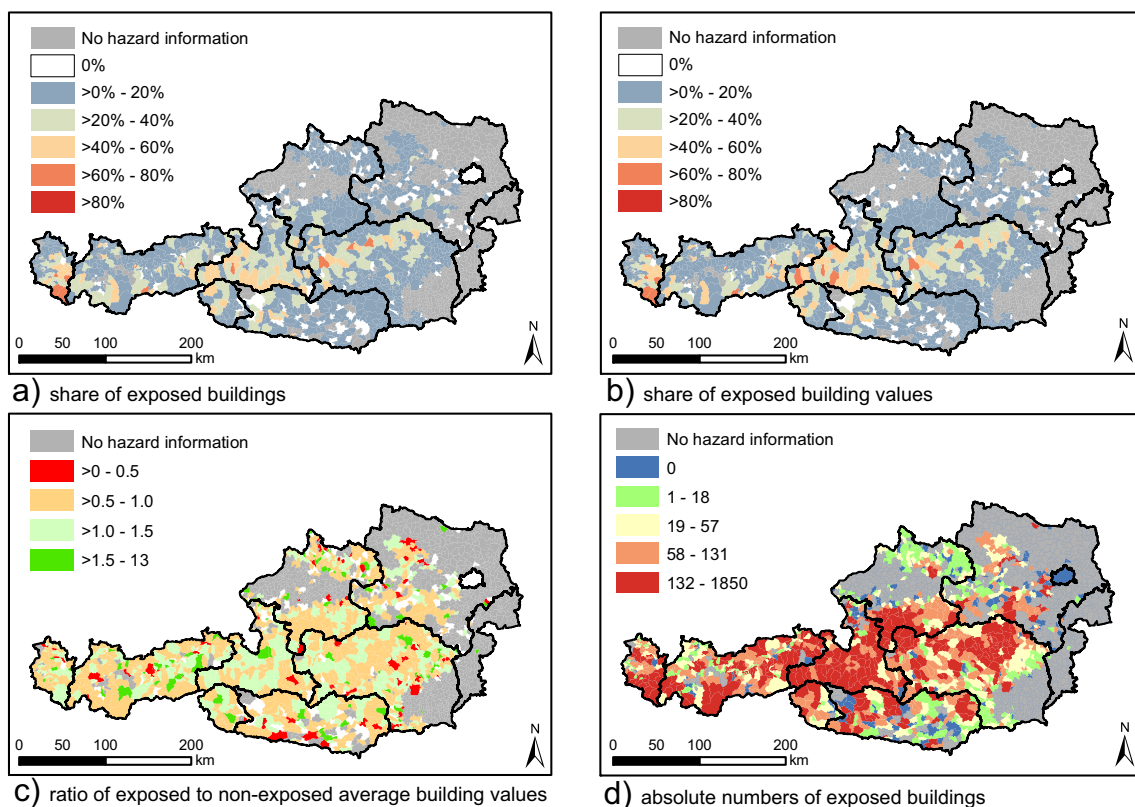 No hazard information
0%
>0% - 20%
>20% - 40%
>40% - 60%
>60% - 80%
>80%
N
0 50 100 200
km
a) share of exposed buildings
No hazard information
0%
>0% - 20%
>20% - 40%
>40% - 60%
>60% - 80%
>80%
N
0 50 100 200
km
b) share of exposed building values
No hazard information
>0 - 0.5
>0.5 - 1.0
>1.0 - 1.5
>1.5 - 13
N
0 50 100 200
km
c) ratio of exposed to non-exposed average building values
No hazard information
0
1 - 18
19 - 57
58 - 131
132 - 1850
N
0 50 100 200
km
d) absolute numbers of exposed buildings